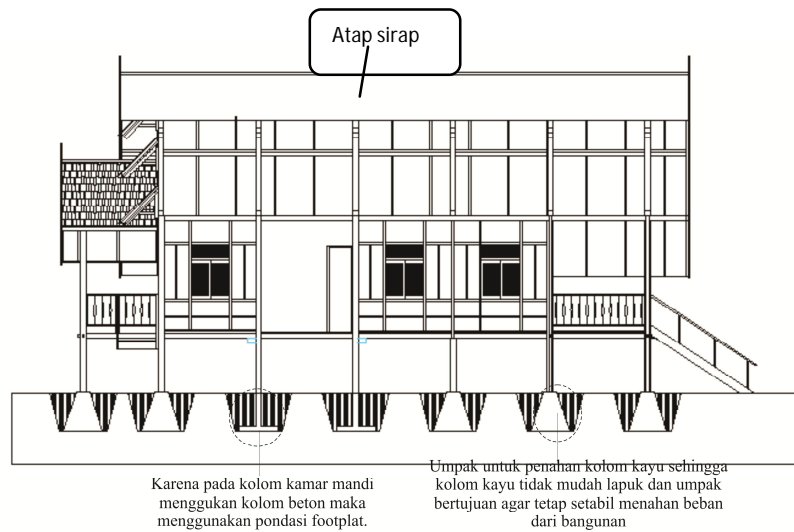 Atap sirap
Karena pada kolom kamar mandi
menggukan kolom beton maka
menggunakan pondasi footplat.
Umpak untuk penahan kolom kayu sehingga
kolom kayu tidak mudah lapuk dan umpak
bertujuan agar tetap setabil menahan beban
dari bangunan